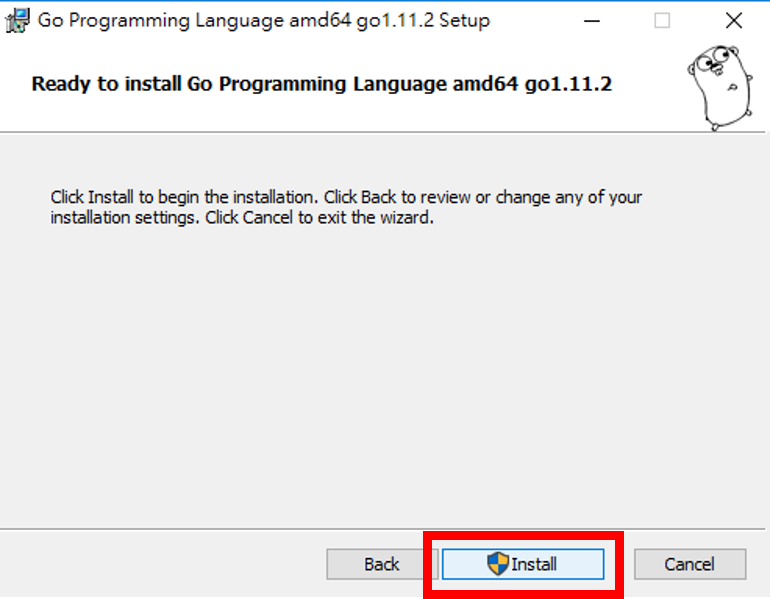 Go Programming Language amd64 go1.11.2 Setup
Ready to install Go Programming Language amd64 go1.11.2
Click Install to begin the installation. Click Back to review or change any of your
installation settings. Click Cancel to exit the wizard.
Back
Install
Cancel